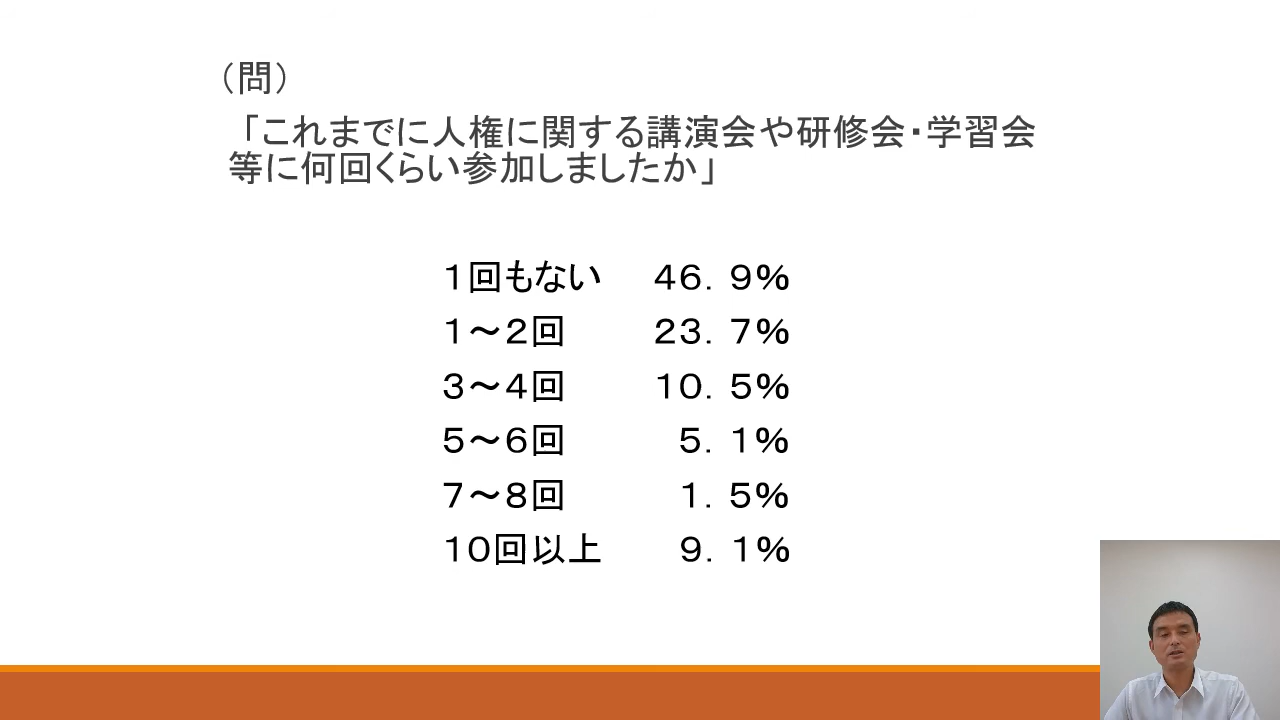 （問）
「これまでに人権に関する講演会や研修会・学習会
等に何回くらい参加しましたか」
１回もない　４６．９％
１～２回　２３．７％
３～４回　１０．５％
５～６回　５．１％
７～８回　１．５％
１０回以上　９．１％